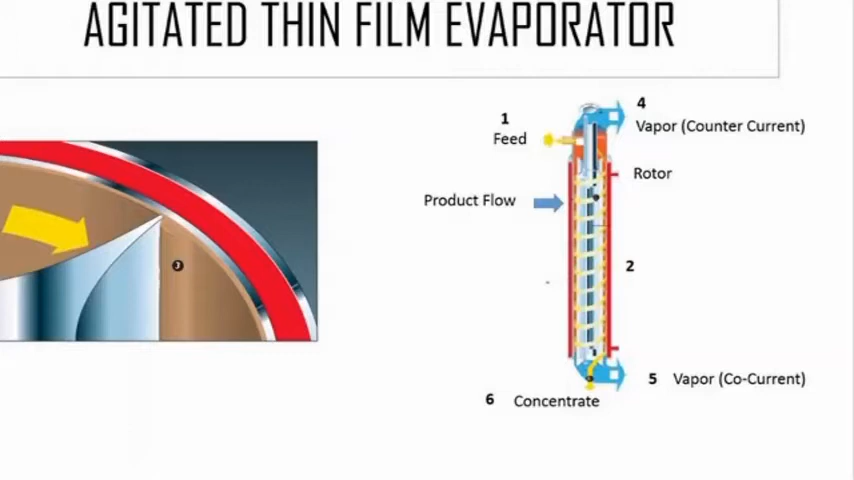 AGITATED THIN FILM EVAPORATOR
1
Feed
4
Vapor (Counter Current)
Rotor
Product Flow
3
2
5 Vapor (Co-Current)
6 Concentrate